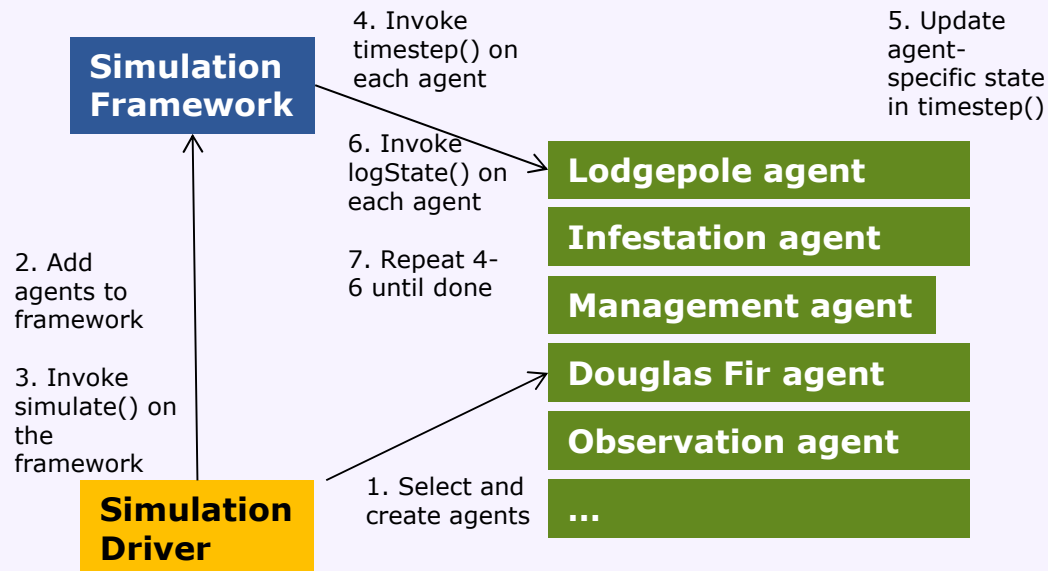 4. Invoke
timestep() on
each agent
5. Update
agent-
specific state
in timestep()
Simulation
Framework
6. Invoke
logState() on
each agent
7. Repeat 4-
6 until done
Lodgepole agent
Infestation agent
Management agent
Douglas Fir agent
Observation agent
...
2. Add
agents to
framework
3. Invoke
simulate() on
the
framework
1. Select and
create agents
Simulation
Driver